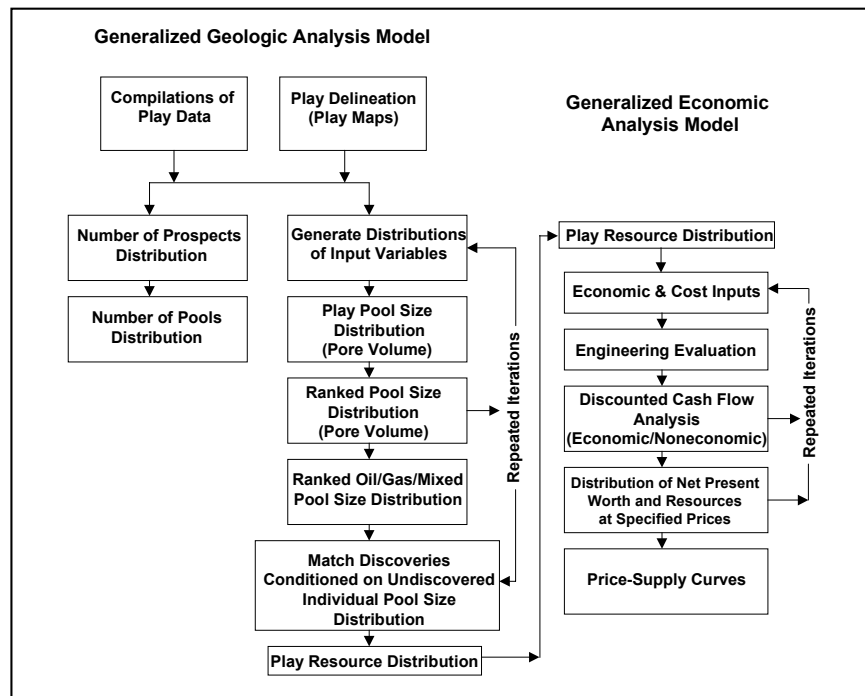 Generalized Geologic Analysis Model
Compilations of
Play Data
Play Delineation
(Play Maps)
Number of Prospects
Distribution
Generate Distributions
of Input Variables
Number of Pools
Distribution
Play Pool Size
Distribution
(Pore Volume)
Ranked Pool Size
Distribution
(Pore Volume)
Repeated Iterations
Ranked Oil/Gas/Mixed
Pool Size Distribution
Match Discoveries
Conditioned on Undiscovered
Individual Pool Size
Distribution
Play Resource Distribution
Generalized Economic
Analysis Model
Play Resource Distribution
Economic & Cost Inputs
Engineering Evaluation
Discounted Cash Flow
Analysis
(Economic/Noneconomic)
Repeated Iterations
Distribution of Net Present
Worth and Resources
at Specified Prices
Price-Supply Curves